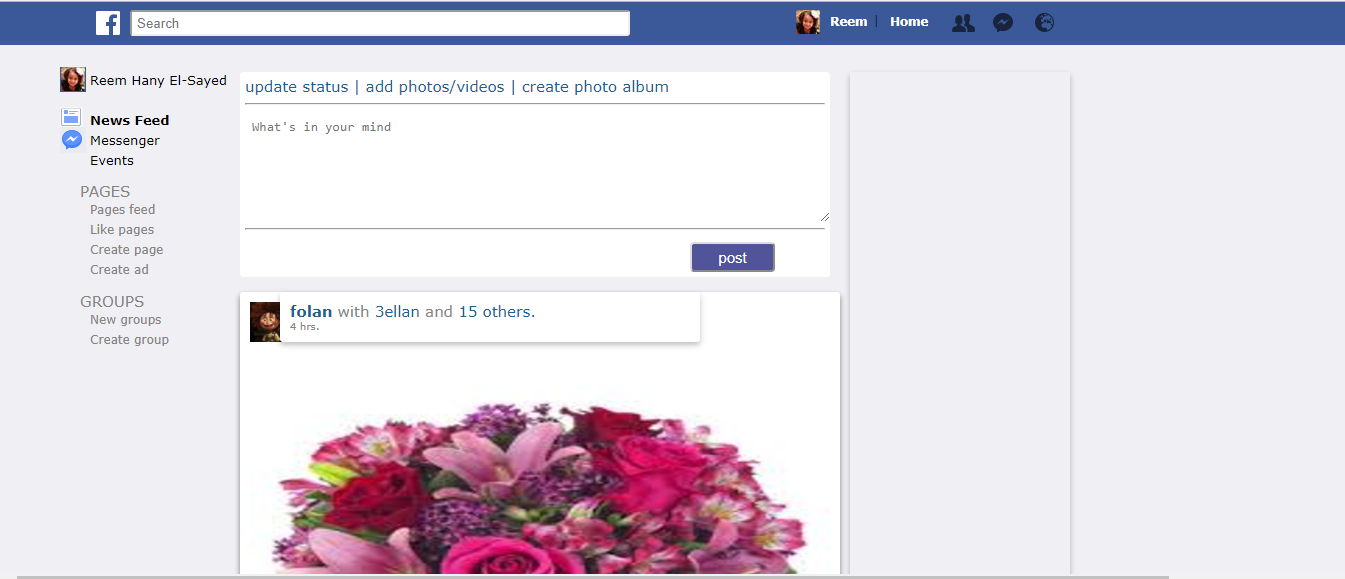 Search
Reem | Home
Reem Hany El-Sayed
News Feed
Messenger
Events
PAGES
Pages feed
Like pages
Create page
Create ad
GROUPS
New groups
Create group
update status | add photos/videos | create photo album
What's in your mind
post
folan with 3ellan and 15 others.
4 hrs.